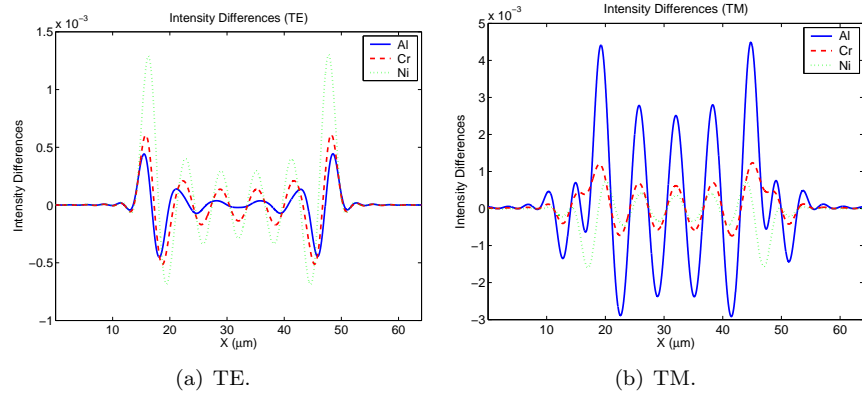 Intensity Differences (TE)
x 10⁻³
1.5
1
0.5
0
−0.5
−1
Intensity Differences
10 20 30 40 50 60
X (μm)
Al
Cr
Ni
(a) TE.
Intensity Differences (TM)
x 10⁻³
5
4
3
2
1
0
−1
−2
−3
Intensity Differences
10 20 30 40 50 60
X (μm)
Al
Cr
Ni
(b) TM.